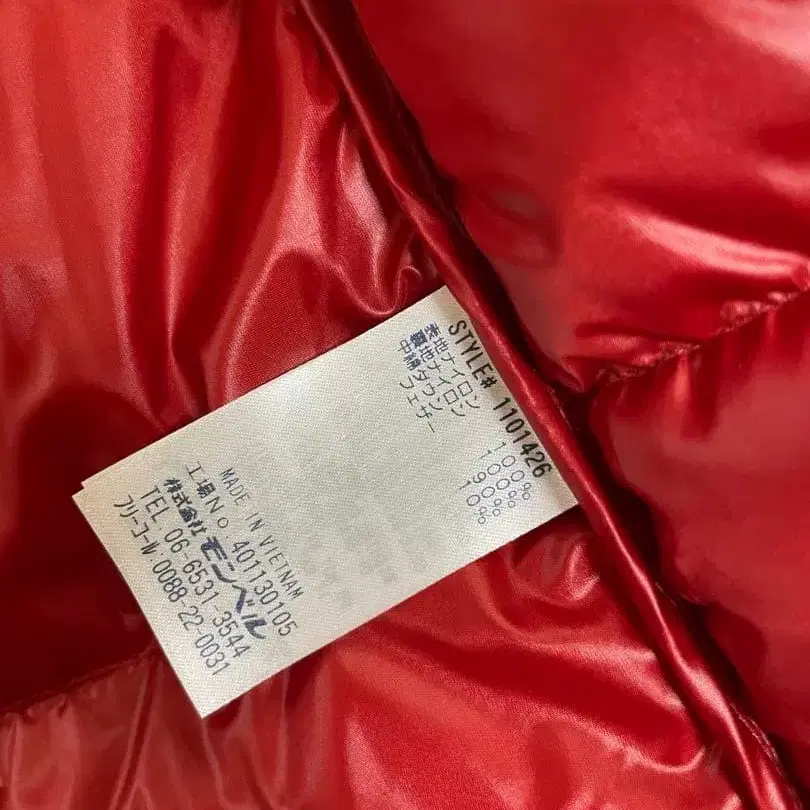 STYLE# 1101426
表地 ナイロン 100%
裏地 ナイロン 100%
中綿 ダウン 90%
フェザー 10%
MADE IN VIETNAM
工場No 401130105
株式会社 モンベル
TEL 06-6531-3544
フリーコール.0088-22-0031